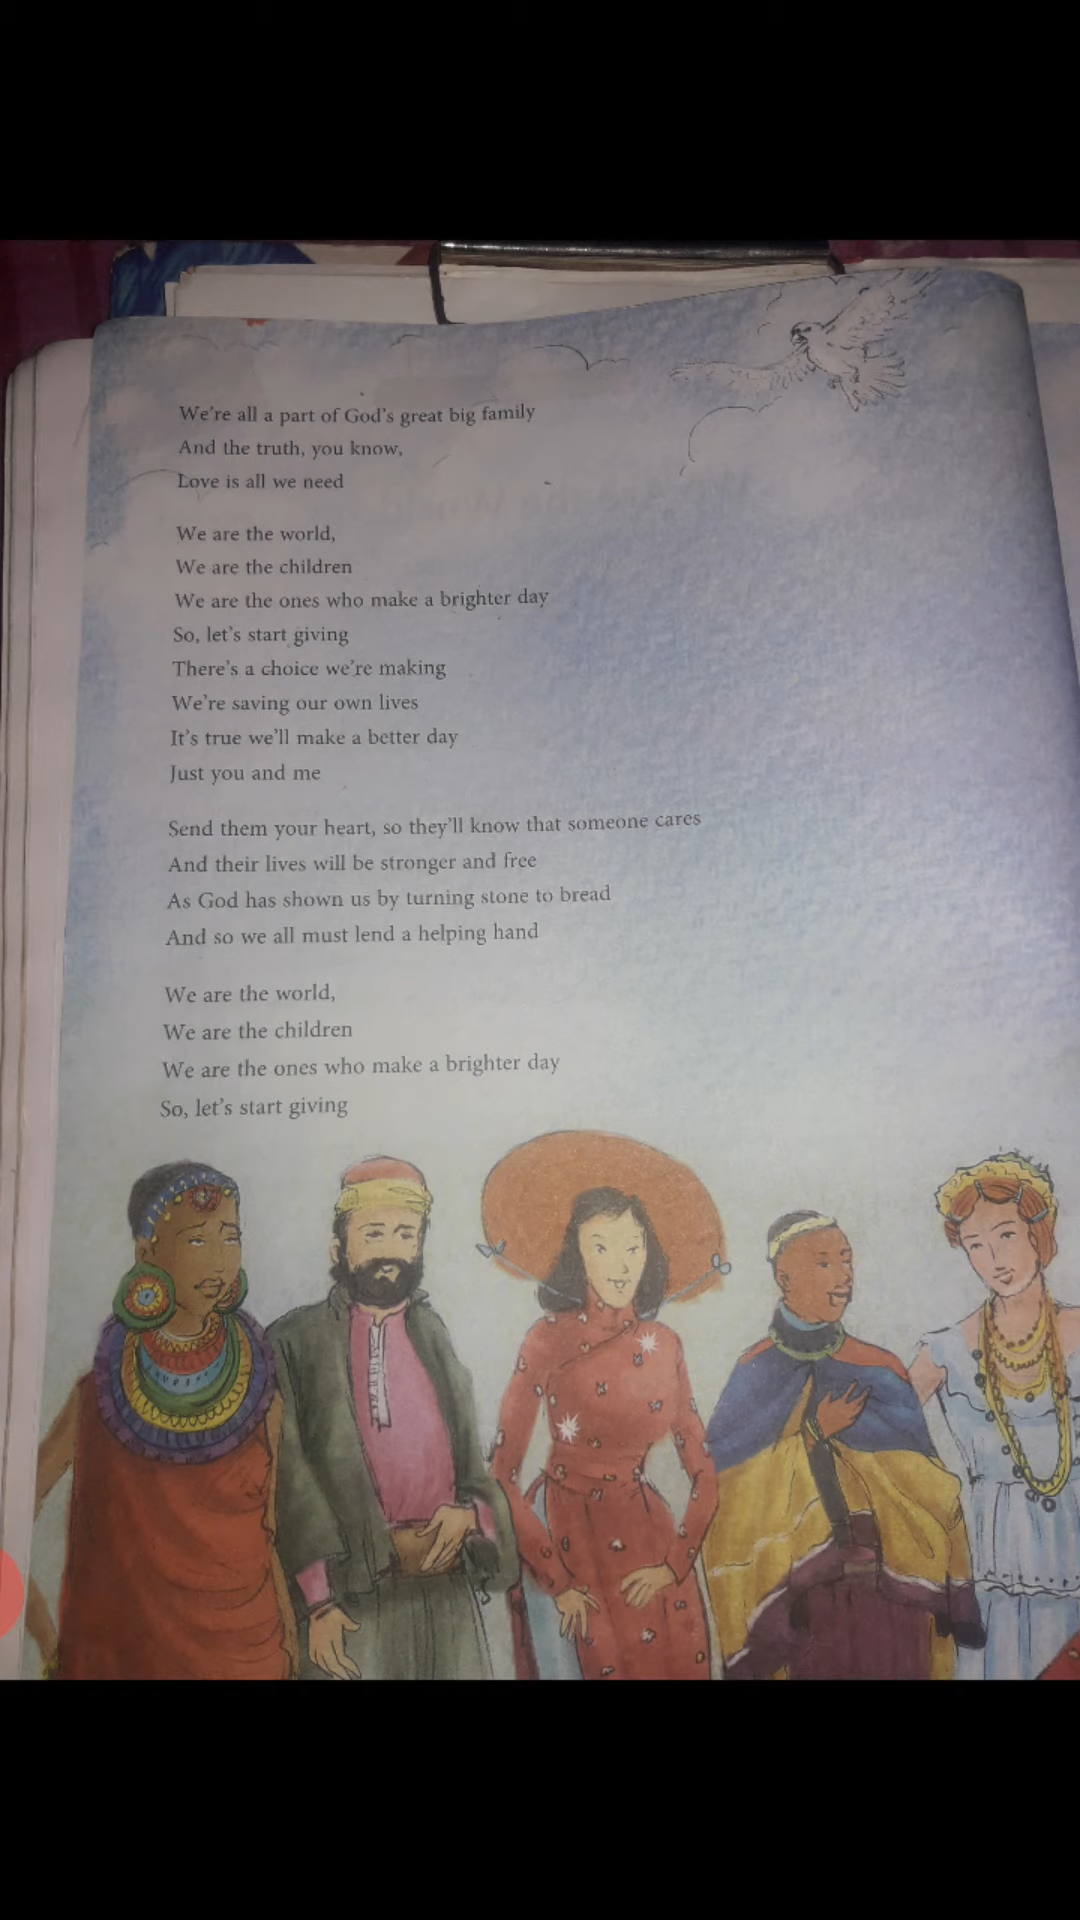 We're all a part of God's great big family
And the truth, you know,
Love is all we need
We are the world,
We are the children
We are the ones who make a brighter day
So, let's start giving
There's a choice we're making
We're saving our own lives
It's true we'll make a better day
Just you and me
Send them your heart, so they'll know that someone cares
And their lives will be stronger and free
As God has shown us by turning stone to bread
And so we all must lend a helping hand
We are the world,
We are the children
We are the ones who make a brighter day
So, let's start giving